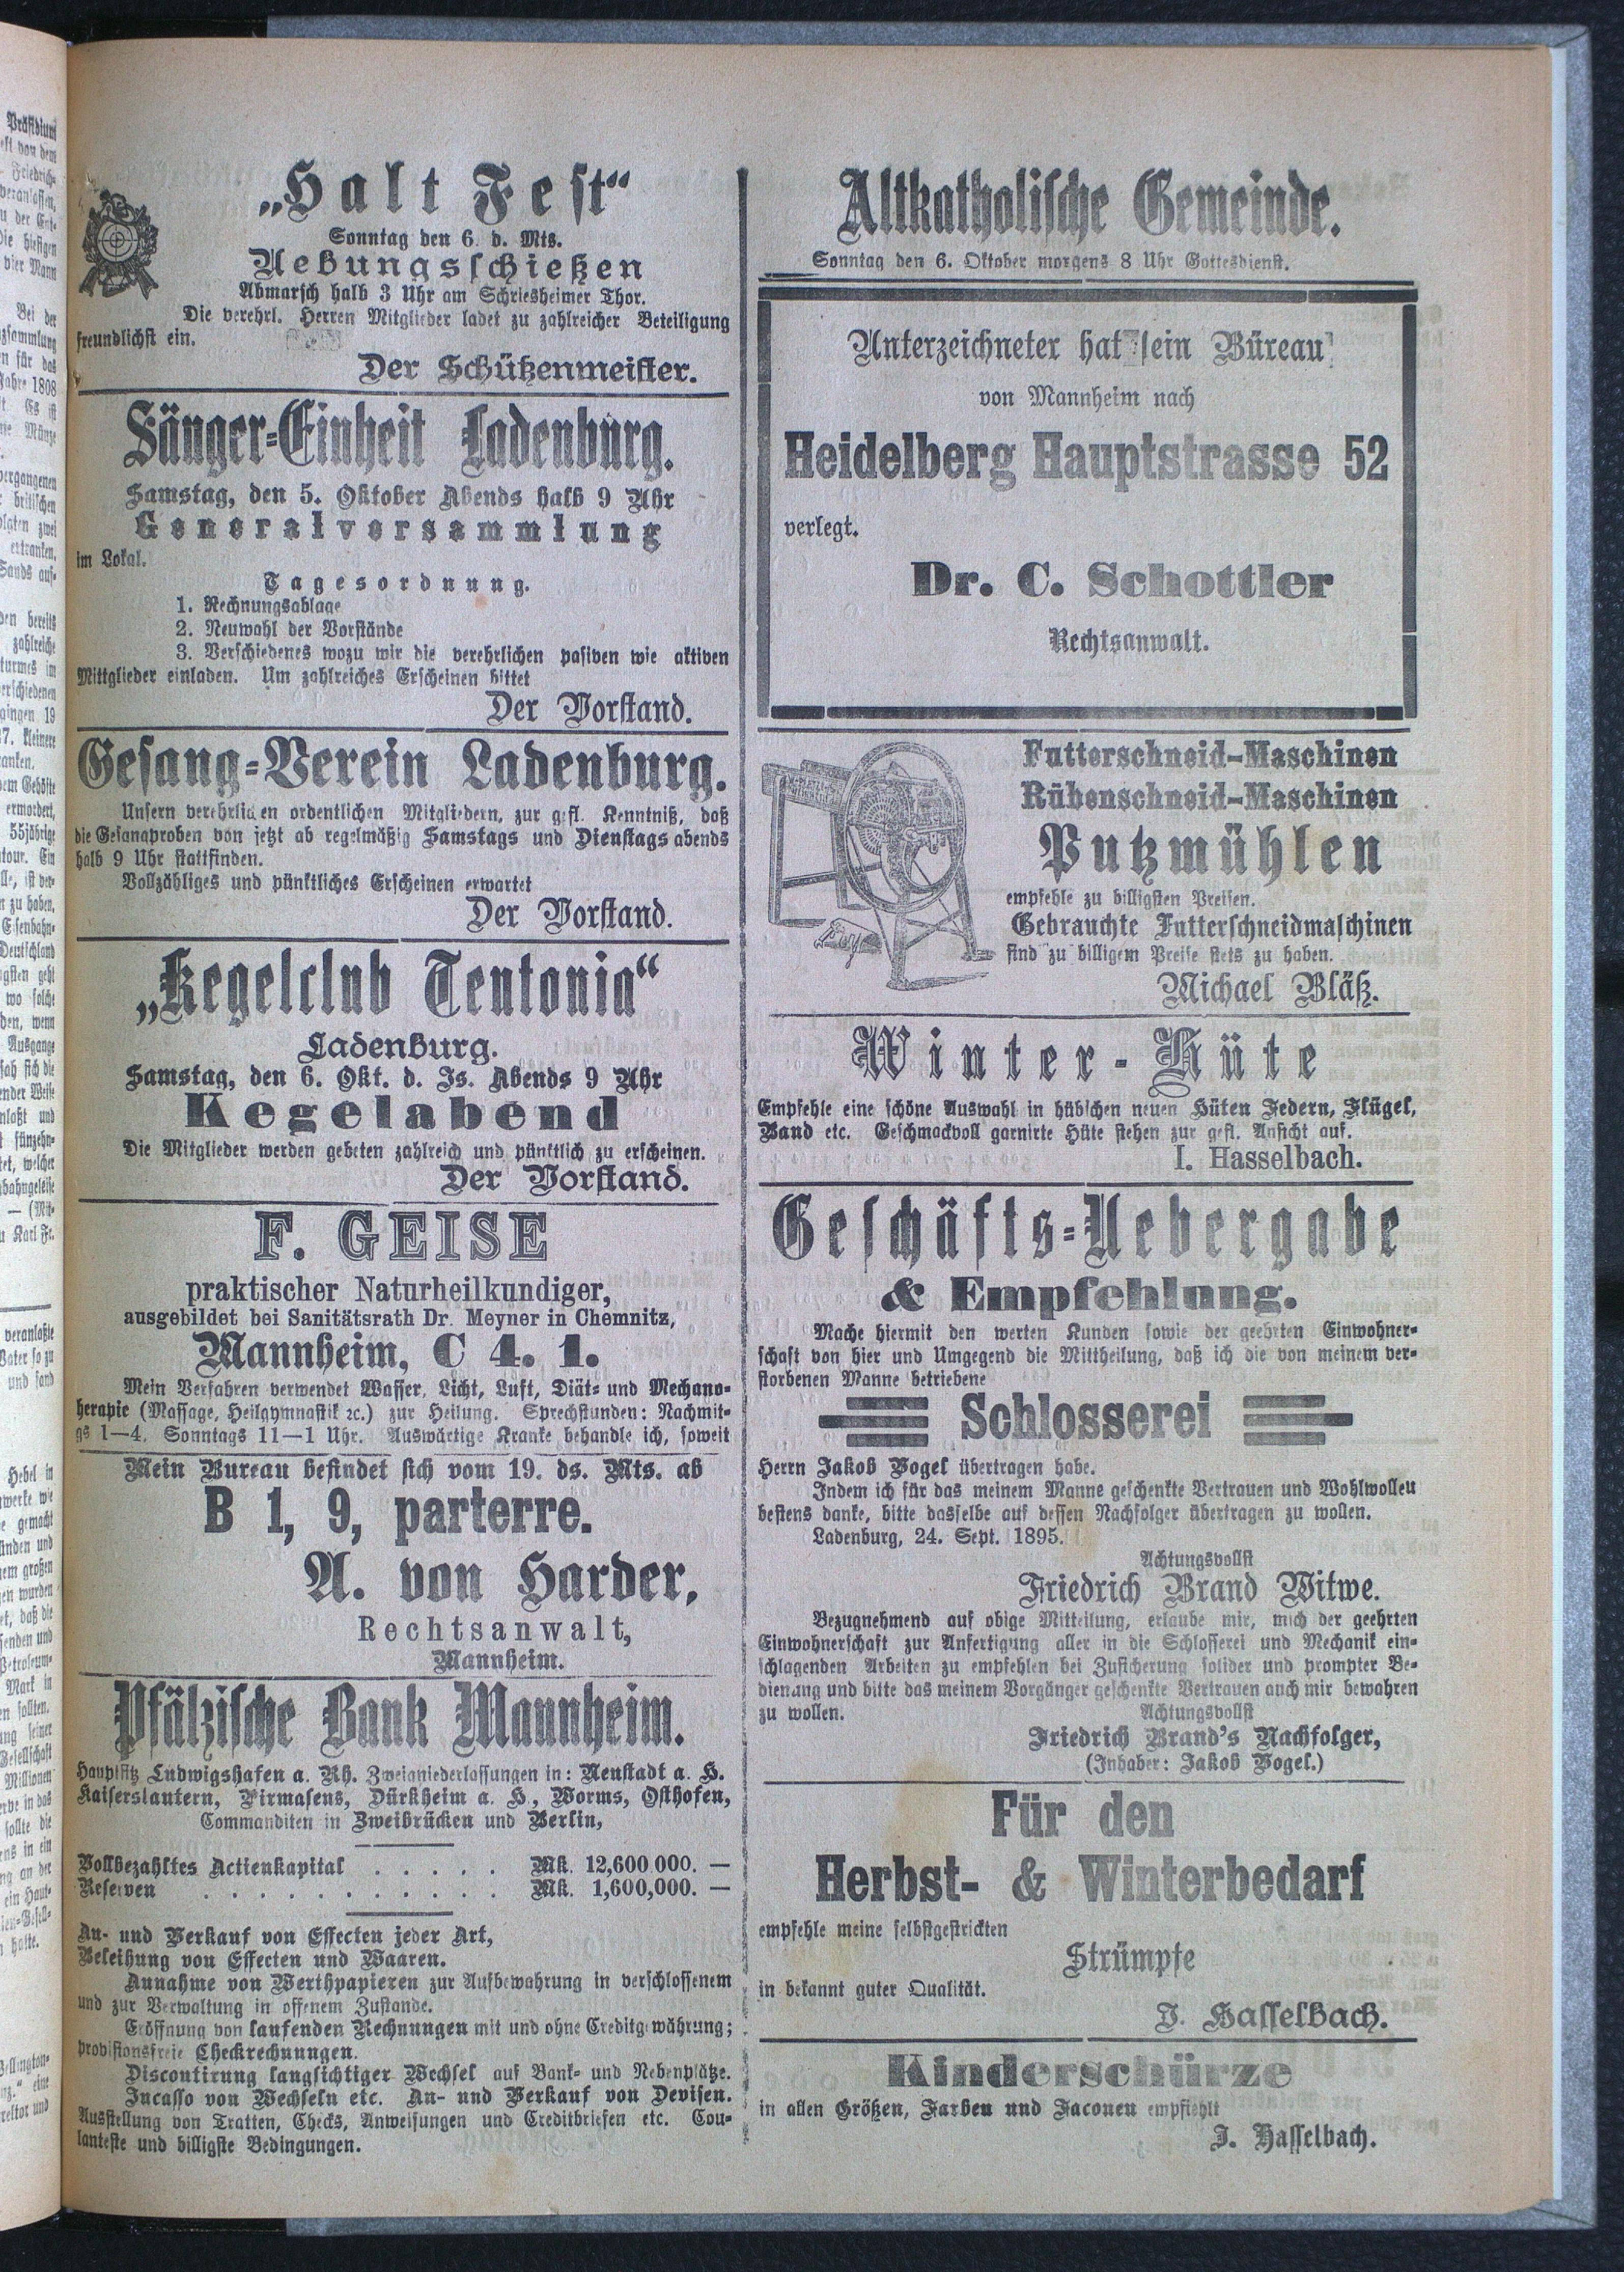 „Halt Fest“
Sonntag den 6. d. Mts.
Uebungsschießen
Abmarsch halb 3 Uhr am Schriesheimer Thor.
Die verehrl. Herren Mitglieder ladet zu zahlreicher Beteiligung
freundlichst ein.
Der Schützenmeister.
Sänger-Einheit Ladenburg.
Samstag, den 5. Oktober Abends halb 9 Uhr
Generalversammlung
im Lokal.
Tagesordnung.
1. Rechnungsablage
2. Neuwahl der Vorstände
3. Verschiedenes wozu wir die verehrlichen pasiven wie aktiven
Mittglieder einladen. Um zahlreiches Erscheinen bittet
Der Vorstand.
Gesang-Verein Ladenburg.
Unsern verehrlichen ordentlichen Mitgliedern, zur gefl. Kenntniß, daß
die Gesangproben von jetzt ab regelmäßig Samstags und Dienstags abends
halb 9 Uhr stattfinden.
Vollzähliges und pünktliches Erscheinen erwartet
Der Vorstand.
„Kegelclub Teutonia“
Ladenburg.
Samstag, den 6. Okt. d. Js. Abends 9 Uhr
Kegelabend
Die Mitglieder werden gebeten zahlreich und pünktlich zu erscheinen.
Der Vorstand.
F. GEISE
praktischer Naturheilkundiger,
ausgebildet bei Sanitätsrath Dr. Meyner in Chemnitz,
Mannheim, C 4. 1.
Mein Verfahren verwendet Wasser, Licht, Luft, Diät- und Mechano-
herapie (Massage, Heilgymnastik ꝛc.) zur Heilung. Sprechstunden: Nachmit-
gs 1—4, Sonntags 11—1 Uhr. Auswärtige Kranke behandle ich, soweit
Mein Bureau befindet sich vom 19. ds. Mts. ab
B 1, 9, parterre.
A. von Harder,
Rechtsanwalt,
Mannheim.
Pfälzische Bank Mannheim.
Hauptsitz Ludwigshafen a. Rh. Zweigniederlassungen in: Neustadt a. H.
Kaiserslautern, Pirmasens, Dürkheim a. H., Worms, Osthofen,
Commanditen in Zweibrücken und Berlin,
Vollbezahltes Actienkapital . . . . . Mk. 12,600.000. —
Reserven . . . . . . . . . . . Mk. 1,600,000. —
An- und Verkauf von Effecten jeder Art,
Beleihung von Effecten und Waaren.
Annahme von Werthpapieren zur Aufbewahrung in verschlossenem
und zur Verwaltung in offenem Zustande.
Eröffnung von laufenden Rechnungen mit und ohne Creditgewährung;
provisionsfreie Checkrechnungen.
Discontirung langsichtiger Wechsel auf Bank- und Nebenplätze.
Incasso von Wechseln etc. An- und Verkauf von Devisen.
Ausstellung von Tratten, Checks, Anweisungen und Creditbriefen etc. Cou-
lanteste und billigste Bedingungen.
Altkatholische Gemeinde.
Sonntag den 6. Oktober morgens 8 Uhr Gottesdienst.
Unterzeichneter hat sein Büreau
von Mannheim nach
Heidelberg Hauptstrasse 52
verlegt.
Dr. C. Schottler
Rechtsanwalt.
Futterschneid-Maschinen
Rübenschneid-Maschinen
Putzmühlen
empfehle zu billigsten Preisen.
Gebrauchte Futterschneidmaschinen
sind zu billigem Preise stets zu haben.
Michael Bläß.
Winter-Hüte
Empfehle eine schöne Auswahl in hübschen neuen Hüten Federn, Flügel,
Band etc. Geschmackvoll garnirte Hüte stehen zur gefl. Ansicht auf.
I. Hasselbach.
Geschäfts-Uebergabe
& Empfehlung.
Mache hiermit den werten Kunden sowie der geehrten Einwohner-
schaft von hier und Umgegend die Mittheilung, daß ich die von meinem ver-
storbenen Manne betriebene
Schlosserei
Herrn Jakob Vogel übertragen habe.
Indem ich für das meinem Manne geschenkte Vertrauen und Wohlwollen
bestens danke, bitte dasselbe auf dessen Nachfolger übertragen zu wollen.
Ladenburg, 24. Sept. 1895.
Achtungsvollst
Friedrich Brand Witwe.
Bezugnehmend auf obige Mitteilung, erlaube mir, mich der geehrten
Einwohnerschaft zur Anfertigung aller in die Schlosserei und Mechanik ein-
schlagenden Arbeiten zu empfehlen bei Zusicherung solider und prompter Be-
dienung und bitte das meinem Vorgänger geschenkte Vertrauen auch mir bewahren
zu wollen.
Achtungsvollst
Friedrich Brand's Nachfolger,
(Inhaber: Jakob Vogel.)
Für den
Herbst- & Winterbedarf
empfehle meine selbstgestrickten
Strümpfe
in bekannt guter Qualität.
J. Hasselbach.
Kinderschürze
in allen Größen, Farben und Faconen empfiehlt
J. Hasselbach.